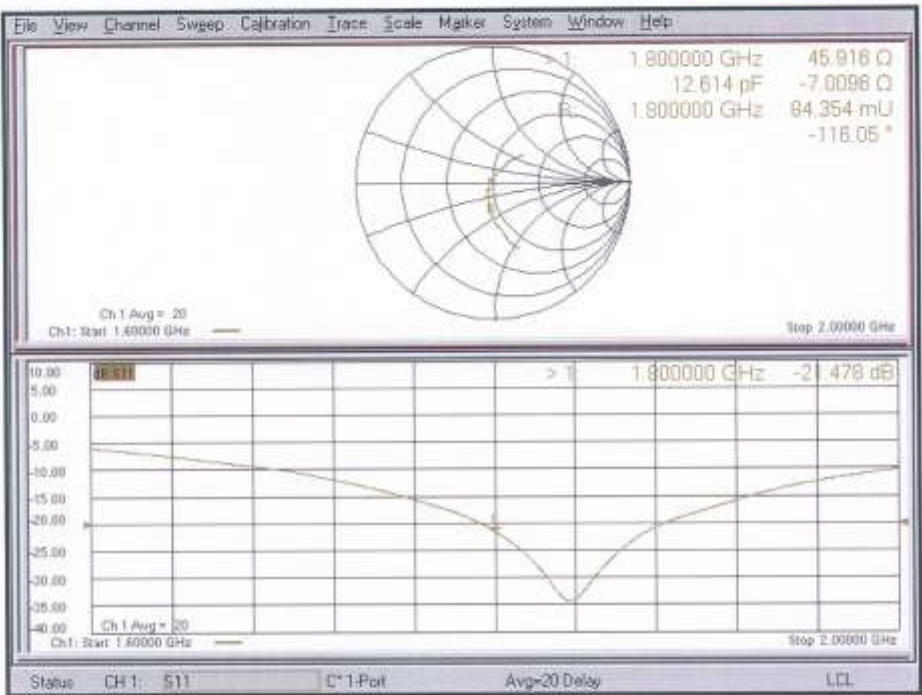 File View Channel Sweep Calibration Trace Scale Marker System Window Help
> 1: 1.800000 GHz 45.916 Ω
12.614 pF -7.0096 Ω
R: 1.800000 GHz 84.354 mU
-116.05 °
Ch 1 Avg = 20
Ch1: Start 1.60000 GHz
Stop 2.00000 GHz
10.00 dB S11 > 1: 1.800000 GHz -21.478 dB
5.00
0.00
-5.00
-10.00
-15.00
-20.00
-25.00
-30.00
-35.00
-40.00
Ch 1 Avg = 20
Ch1: Start 1.60000 GHz
Stop 2.00000 GHz
Status CH 1: S11 C* 1-Port Avg=20 Delay LCL